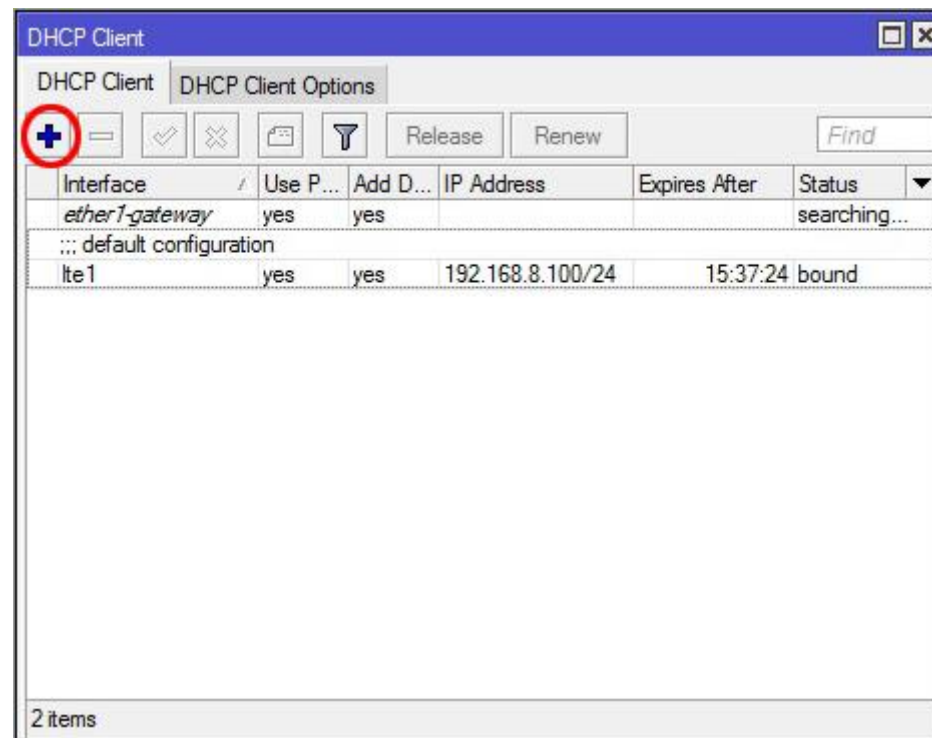 DHCP Client
DHCP Client DHCP Client Options
Release Renew Find
Interface / Use P... Add D... IP Address Expires After Status
ether1-gateway yes yes searching...
;;; default configuration
lte1 yes yes 192.168.8.100/24 15:37:24 bound
2 items